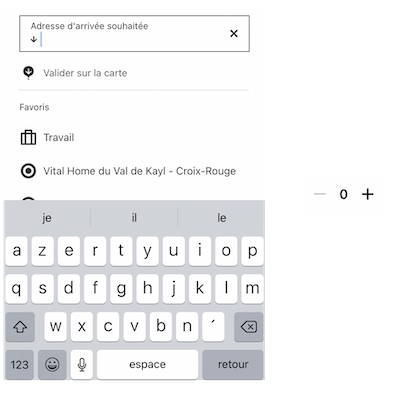 Adresse d'arrivée souhaitée
Valider sur la carte
Favoris
Travail
Vital Home du Val de Kayl - Croix-Rouge
0
je il le
a z e r t y u i o p
q s d f g h j k l m
w x c v b n ´
123 espace retour